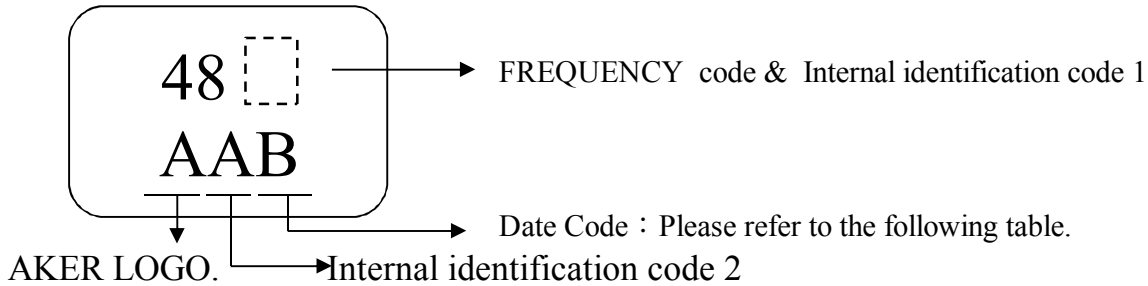 48
FREQUENCY code & Internal identification code 1
AAB
Date Code：Please refer to the following table.
AKER LOGO.
Internal identification code 2